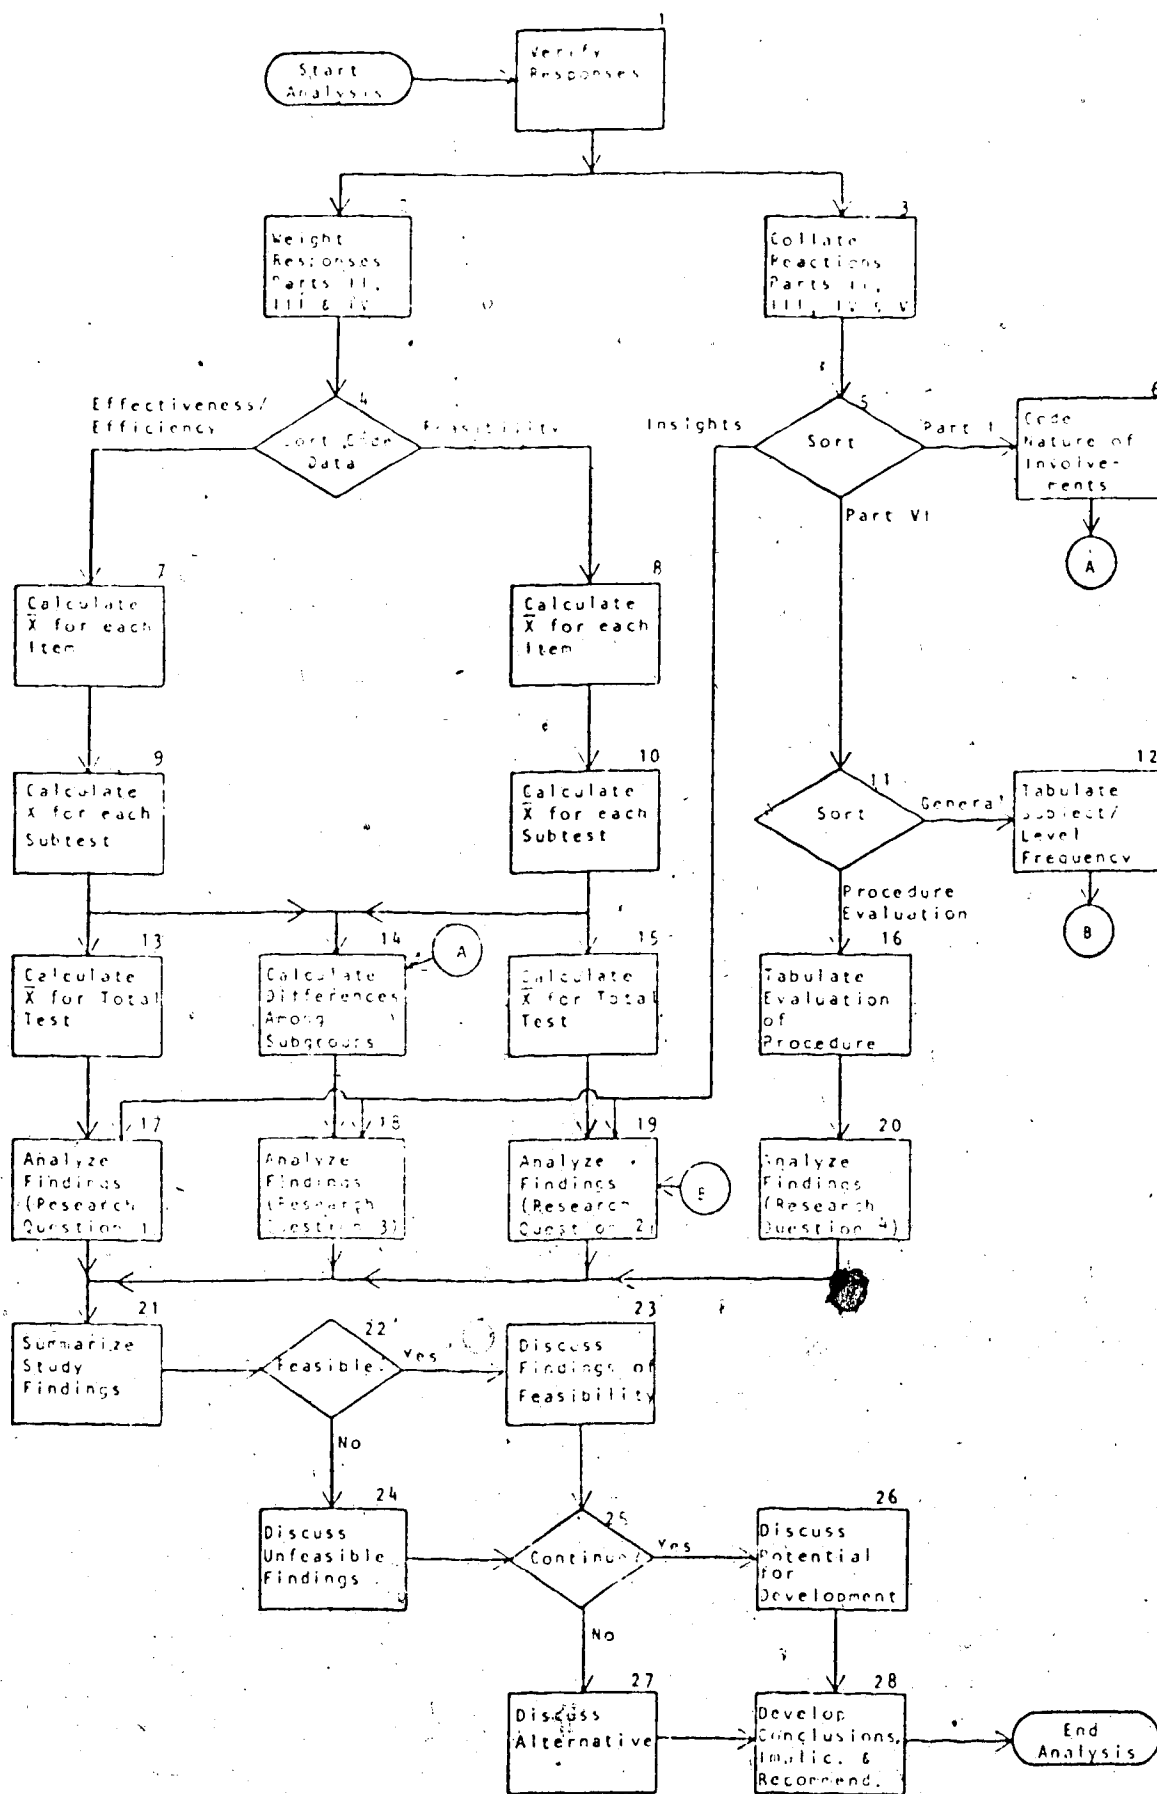 1
Verify
Responses
Start
Analysis
2
Weight
Responses
Parts II,
III & IV
3
Collate
Reactions
Parts II,
III, IV & V
Effectiveness/
Efficiency
4
Sort Code
Data
Feasibility
Insights
5
Sort
Part I
6
Code
Nature of
Involve-
ments
A
Part VI
7
Calculate
X̄ for each
Item
8
Calculate
X̄ for each
Item
9
Calculate
X for each
Subtest
10
Calculate
X̄ for each
Subtest
11
Sort
General
12
Tabulate
Subject/
Level
Frequency
B
Procedure
Evaluation
13
Calculate
X̄ for Total
Test
14
Calculate
Differences
Among
Subgroups
A
15
Calculate
X̄ for Total
Test
16
Tabulate
Evaluation
of
Procedure
17
Analyze
Findings
(Research
Question 1)
18
Analyze
Findings
(Research
Question 3)
19
Analyze
Findings
(Research
Question 2)
B
20
Analyze
Findings
(Research
Question 4)
21
Summarize
Study
Findings
22
Feasible
Yes
No
23
Discuss
Findings of
Feasibility
24
Discuss
Unfeasible
Findings
25
Continue?
Yes
No
26
Discuss
Potential
for
Development
27
Discuss
Alternative
28
Develop
Conclusions,
Implic. &
Recommend.
End
Analysis